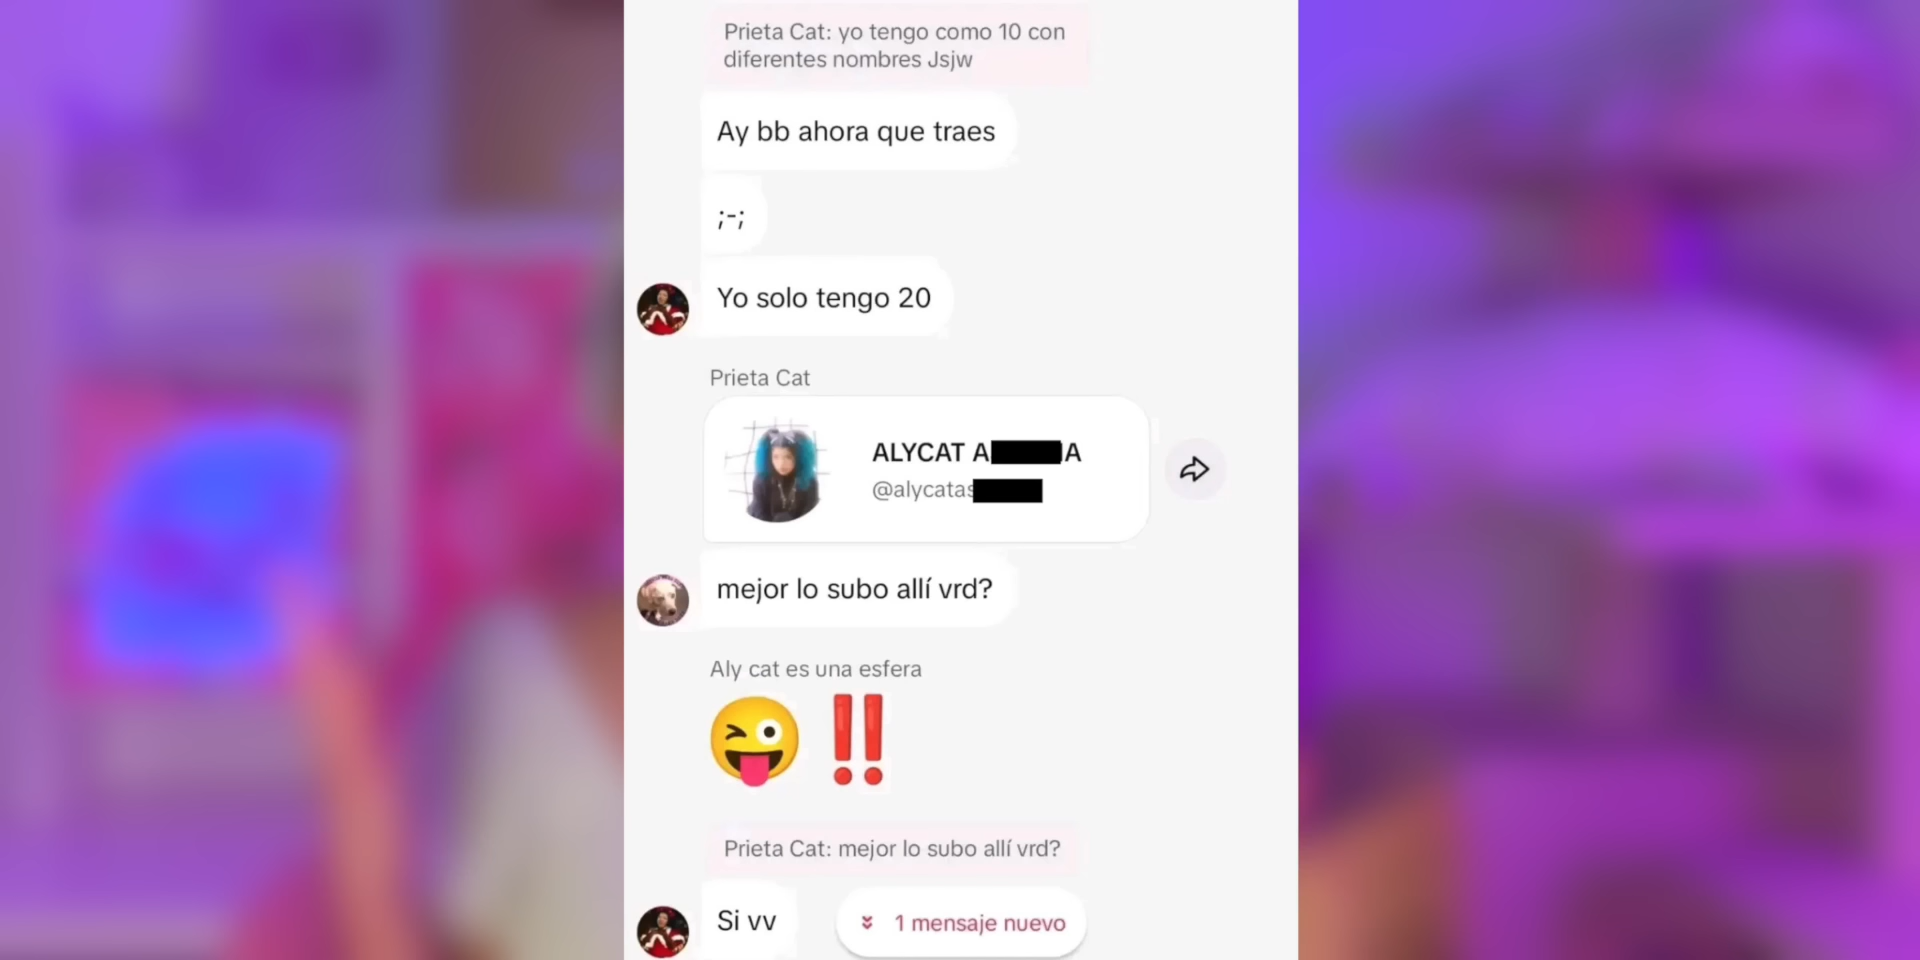 Prieta Cat: yo tengo como 10 con
diferentes nombres Jsjw
Ay bb ahora que traes
;-;
Yo solo tengo 20
Prieta Cat
ALYCAT A A
@alycatas
mejor lo subo allí vrd?
Aly cat es una esfera
😜‼️
Prieta Cat: mejor lo subo allí vrd?
Si vv
1 mensaje nuevo